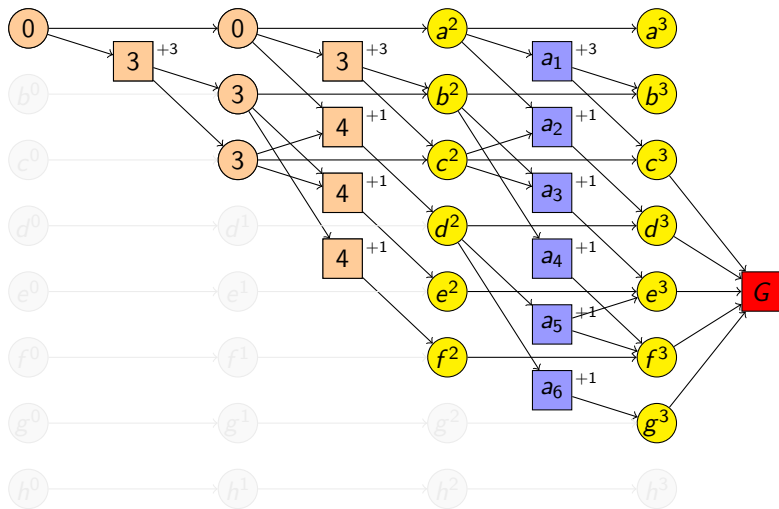 0 0 a² a³
3 +3 3 +3 a₁ +3
b⁰ 3 b² b³
4 +1 a₂ +1
c⁰ 3 c² c³
4 +1 a₃ +1
d⁰ d¹ d² d³
4 +1 a₄ +1
e⁰ e¹ e² e³ G
a₅ +1
f⁰ f¹ f² f³
a₆ +1
g⁰ g¹ g² g³
h⁰ h¹ h² h³